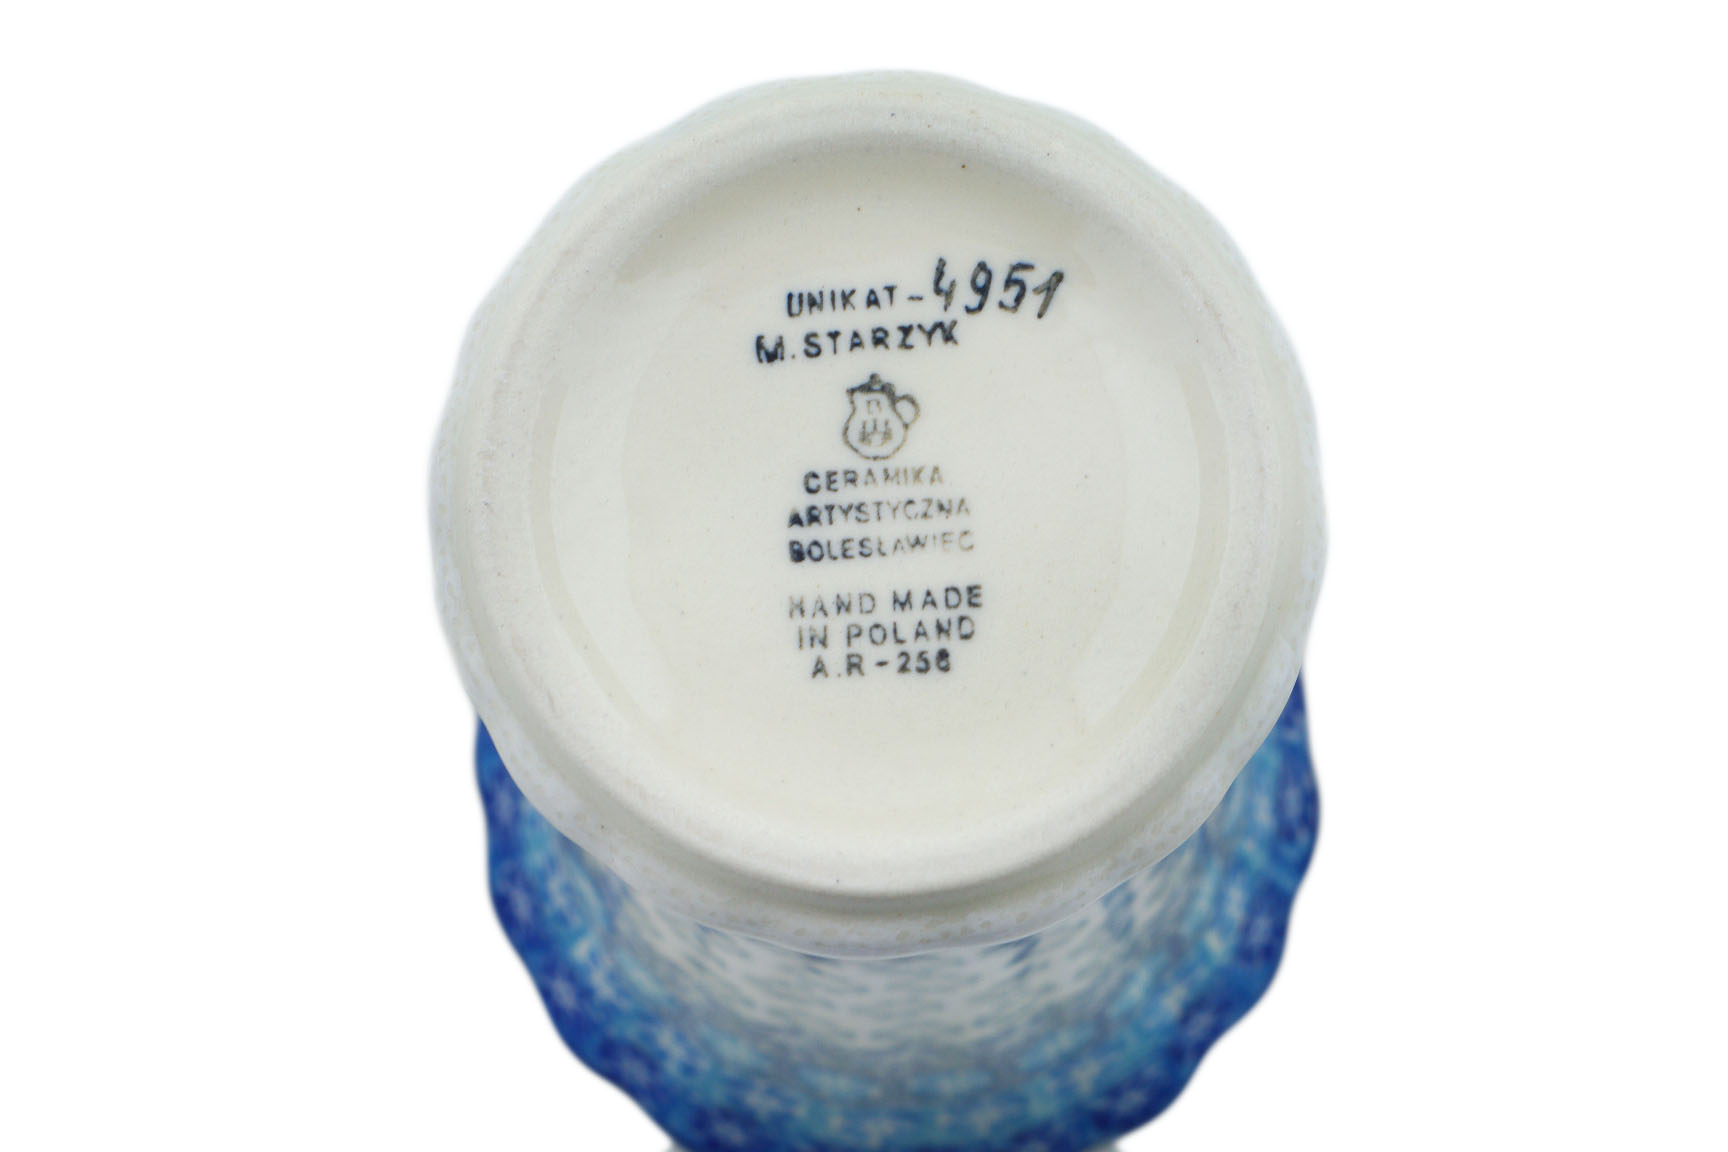 UNIKAT-4951
M.STARZYK
B
CERAMIKA
ARTYSTYCZNA
BOLESŁAWIEC
HAND MADE
IN POLAND
A.R-256